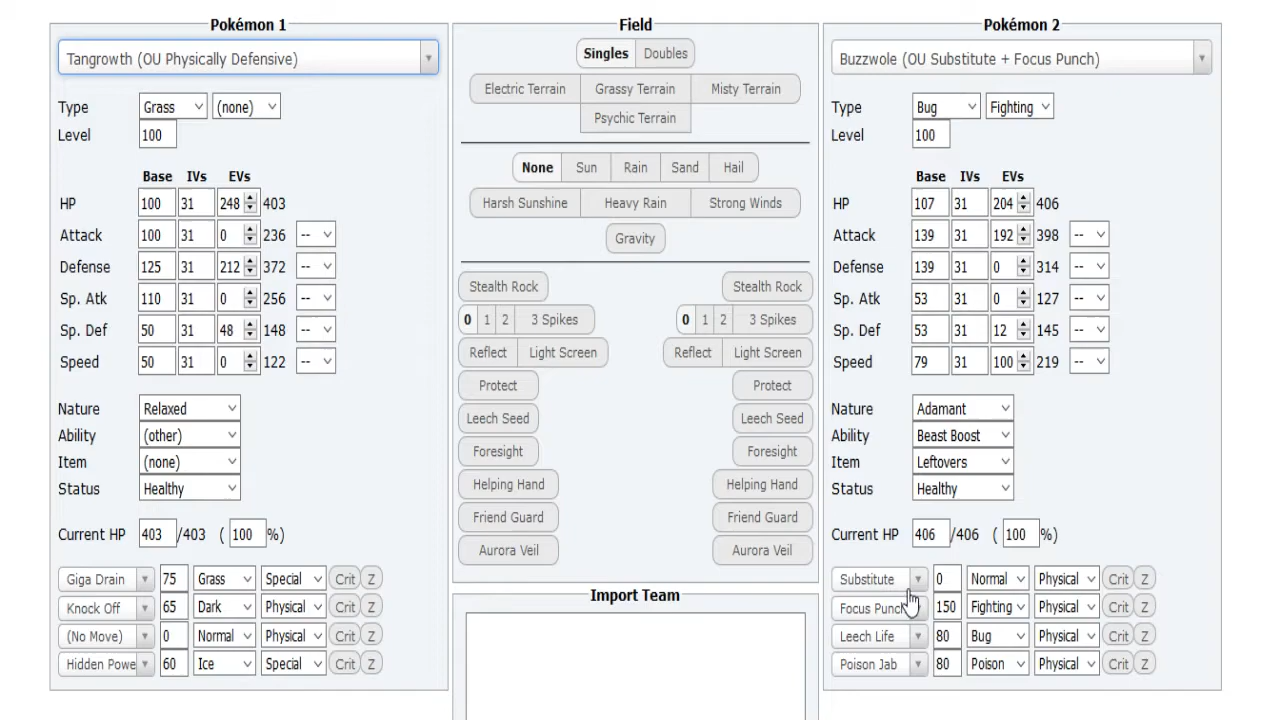 Pokémon 1
Tangrowth (OU Physically Defensive)
Type Grass (none)
Level 100
Base IVs EVs
HP 100 31 248 403
Attack 100 31 0 236 --
Defense 125 31 212 372 --
Sp. Atk 110 31 0 256 --
Sp. Def 50 31 48 148 --
Speed 50 31 0 122 --
Nature Relaxed
Ability (other)
Item (none)
Status Healthy
Current HP 403 /403 ( 100 %)
Giga Drain 75 Grass Special Crit Z
Knock Off 65 Dark Physical Crit Z
(No Move) 0 Normal Physical Crit Z
Hidden Powe 60 Ice Special Crit Z
Field
Singles Doubles
Electric Terrain Grassy Terrain Misty Terrain
Psychic Terrain
None Sun Rain Sand Hail
Harsh Sunshine Heavy Rain Strong Winds
Gravity
Stealth Rock Stealth Rock
0 1 2 3 Spikes 0 1 2 3 Spikes
Reflect Light Screen Reflect Light Screen
Protect Protect
Leech Seed Leech Seed
Foresight Foresight
Helping Hand Helping Hand
Friend Guard Friend Guard
Aurora Veil Aurora Veil
Import Team
Pokémon 2
Buzzwole (OU Substitute + Focus Punch)
Type Bug Fighting
Level 100
Base IVs EVs
HP 107 31 204 406
Attack 139 31 192 398 --
Defense 139 31 0 314 --
Sp. Atk 53 31 0 127 --
Sp. Def 53 31 12 145 --
Speed 79 31 100 219 --
Nature Adamant
Ability Beast Boost
Item Leftovers
Status Healthy
Current HP 406 /406 ( 100 %)
Substitute 0 Normal Physical Crit Z
Focus Punch 150 Fighting Physical Crit Z
Leech Life 80 Bug Physical Crit Z
Poison Jab 80 Poison Physical Crit Z